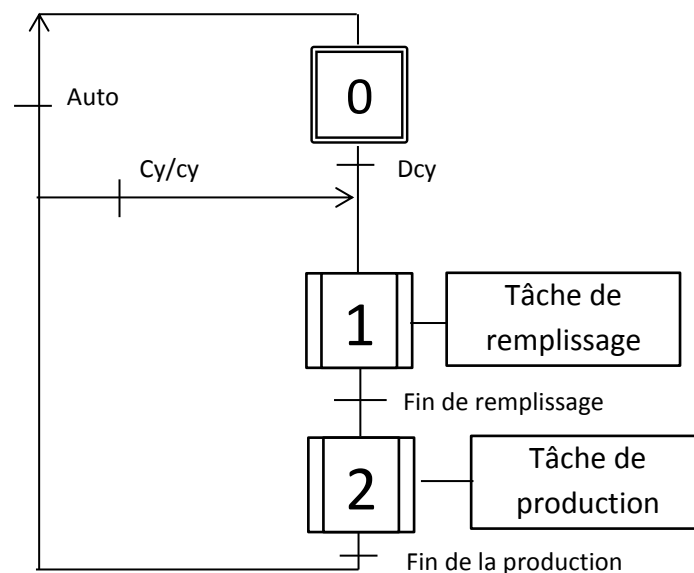 0
Auto
Cy/cy
Dcy
1
Tâche de
remplissage
Fin de remplissage
2
Tâche de
production
Fin de la production